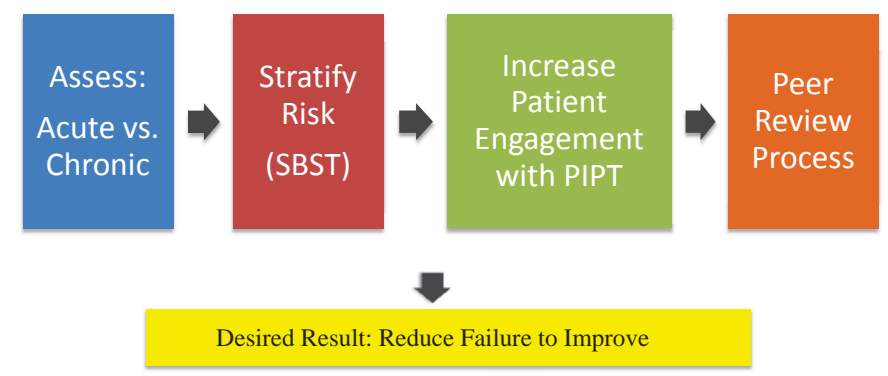 Assess:
Acute vs.
Chronic
Stratify
Risk
(SBST)
Increase
Patient
Engagement
with PIPT
Peer
Review
Process
Desired Result: Reduce Failure to Improve